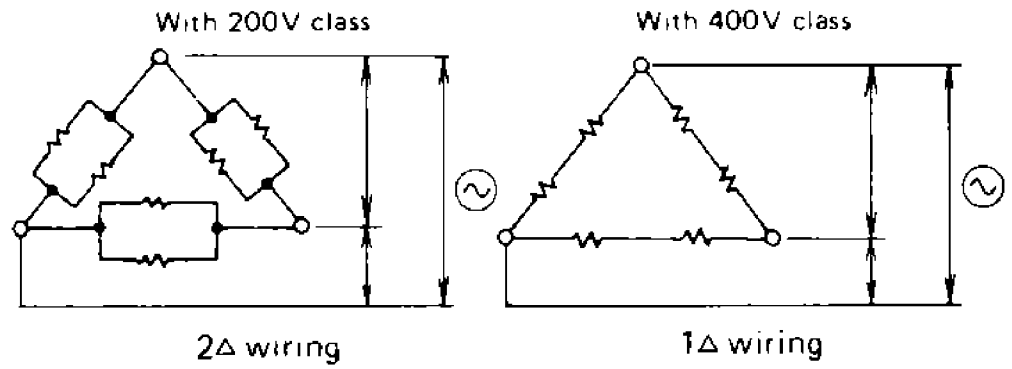 With 200V class
With 400V class
2Δ wiring
1Δ wiring